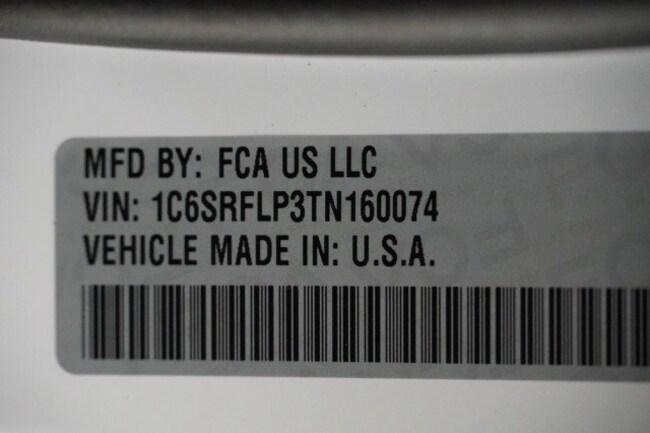 MFD BY: FCA US LLC
VIN: 1C6SRFLP3TN160074
VEHICLE MADE IN: U.S.A.